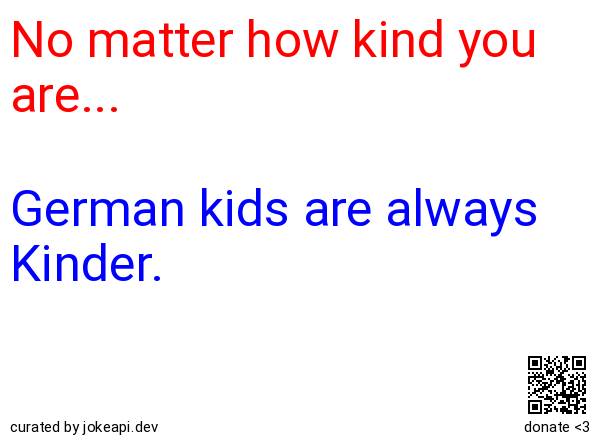 No matter how kind you
are...
German kids are always
Kinder.
curated by jokeapi.dev
donate <3